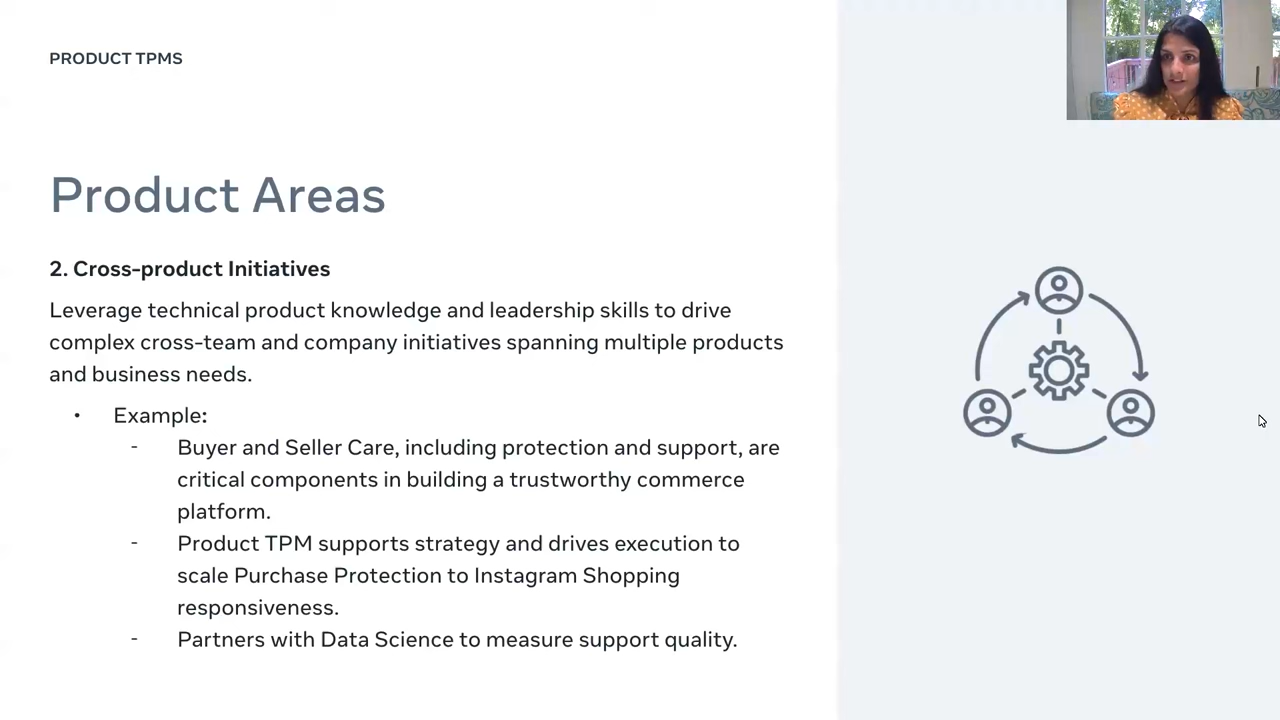 PRODUCT TPMS
Product Areas
2. Cross-product Initiatives
Leverage technical product knowledge and leadership skills to drive
complex cross-team and company initiatives spanning multiple products
and business needs.
• Example:
- Buyer and Seller Care, including protection and support, are
critical components in building a trustworthy commerce
platform.
- Product TPM supports strategy and drives execution to
scale Purchase Protection to Instagram Shopping
responsiveness.
- Partners with Data Science to measure support quality.